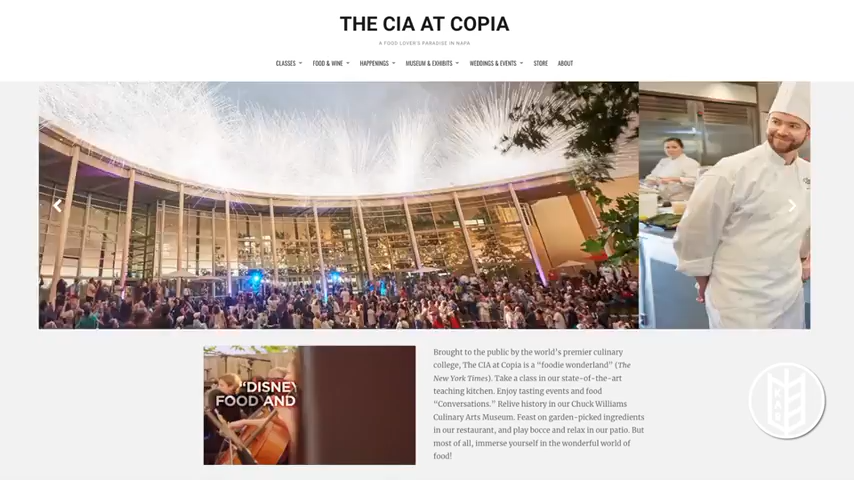 THE CIA AT COPIA
A FOOD LOVER'S PARADISE IN NAPA
CLASSES FOOD & WINE HAPPENINGS MUSEUM & EXHIBITS WEDDINGS & EVENTS STORE ABOUT
"DISNEY
FOOD AND
Brought to the public by the world's premier culinary
college, The CIA at Copia is a "foodie wonderland" (The
New York Times). Take a class in our state-of-the-art
teaching kitchen. Enjoy tasting events and food
"Conversations." Relive history in our Chuck Williams
Culinary Arts Museum. Feast on garden-picked ingredients
in our restaurant, and play bocce and relax in our patio. But
most of all, immerse yourself in the wonderful world of
food!